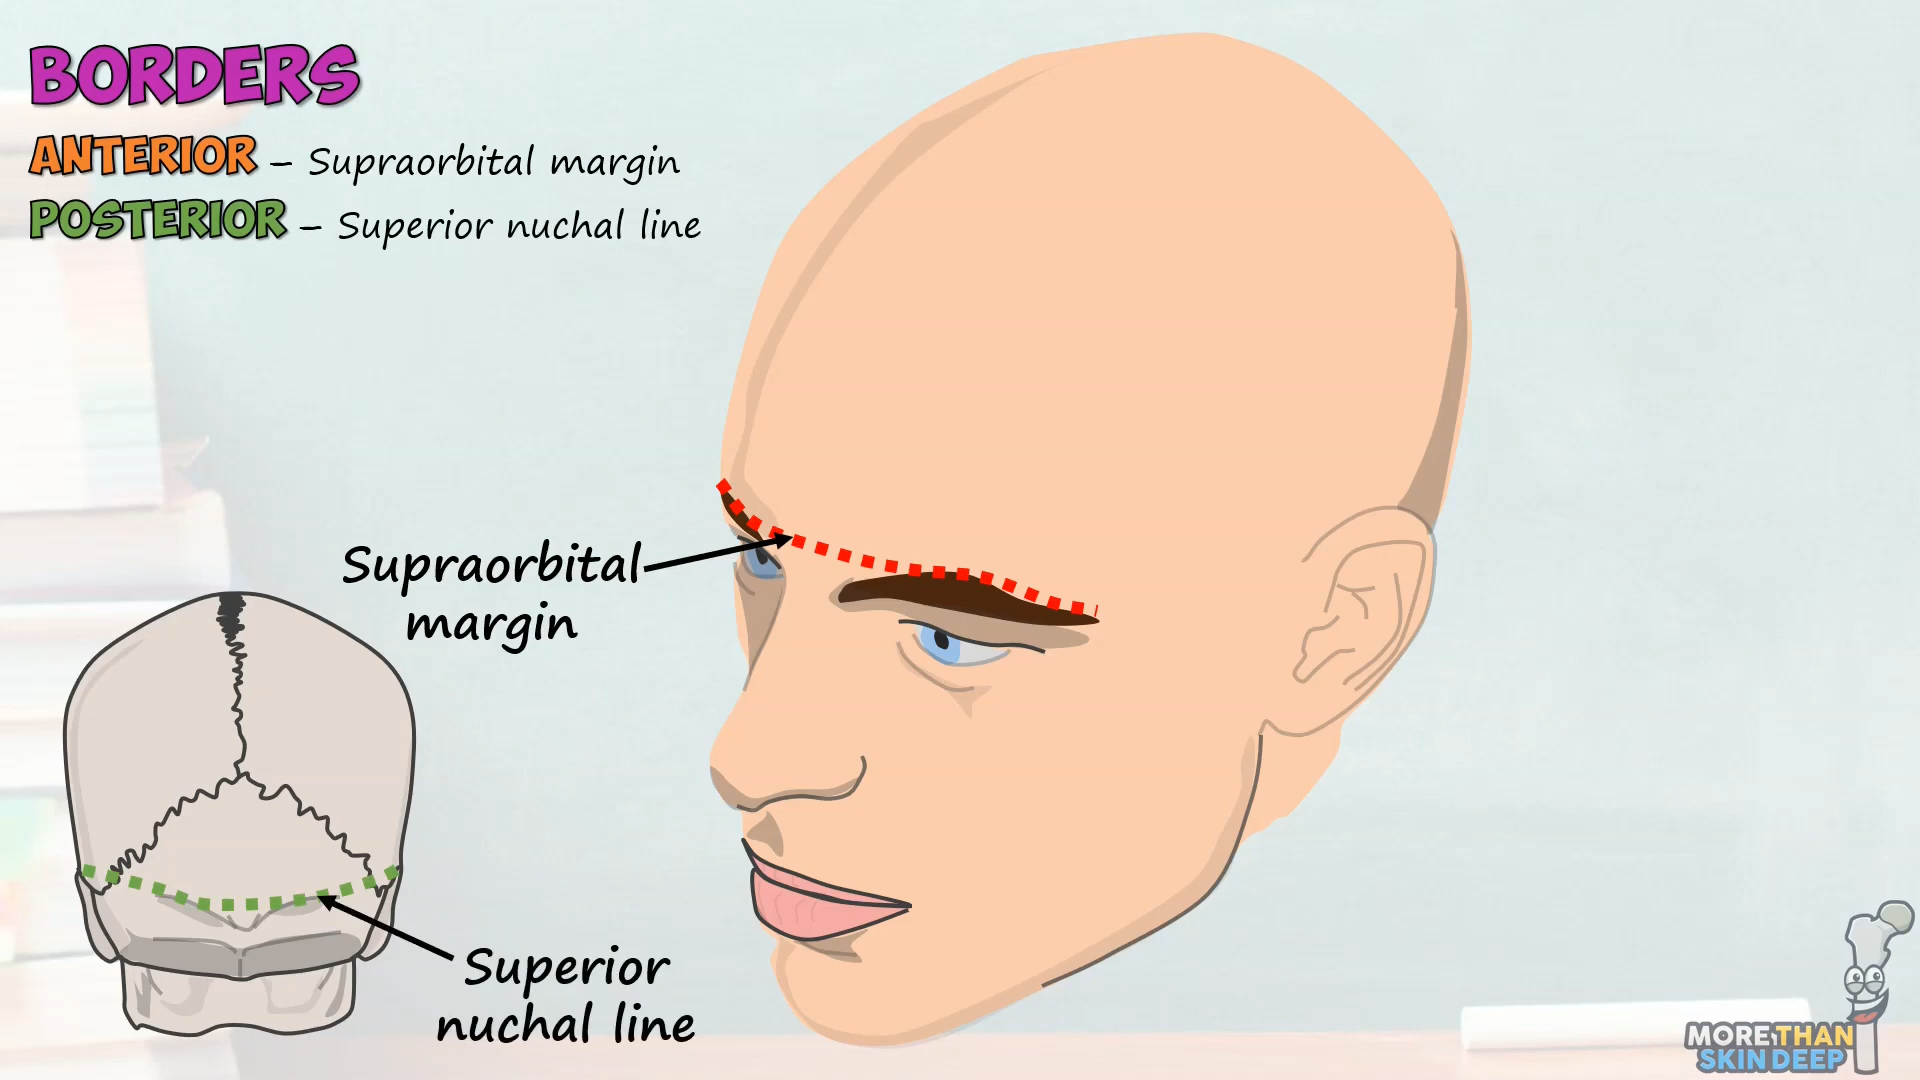 BORDERS
ANTERIOR – Supraorbital margin
POSTERIOR – Superior nuchal line
Supraorbital
margin
Superior
nuchal line
MORE THAN
SKIN DEEP